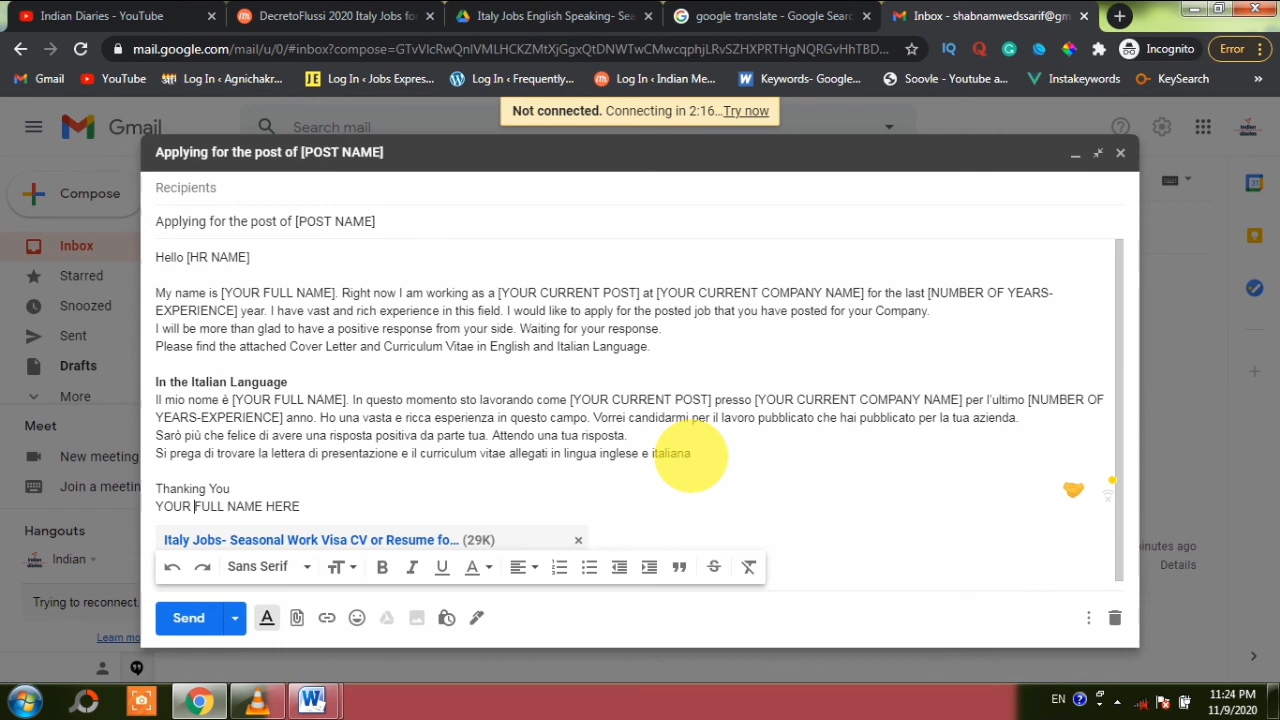 Indian Diaries - YouTube
DecretoFlussi 2020 Italy Jobs for
Italy Jobs English Speaking- Sea
google translate - Google Searc
Inbox - shabnamwedssarif@gm
mail.google.com/mail/u/0/#inbox?compose=
Incognito
Error
Gmail
YouTube
Log In ‹ Agnichakr...
Log In ‹ Jobs Expres...
Log In ‹ Frequently...
Log In ‹ Indian Me...
Keywords- Google...
Soovle - Youtube a...
Instakeywords
KeySearch
»
Not connected. Connecting in 2:16... Try now
Gmail
Search mail
Compose
Inbox
Starred
Snoozed
Sent
Drafts
More
Meet
New meeting
Join a meeting
Hangouts
Indian
Trying to reconnect.
Learn mo
Applying for the post of [POST NAME]
Recipients
Applying for the post of [POST NAME]
Hello [HR NAME]
My name is [YOUR FULL NAME]. Right now I am working as a [YOUR CURRENT POST] at [YOUR CURRENT COMPANY NAME] for the last [NUMBER OF YEARS-
EXPERIENCE] year. I have vast and rich experience in this field. I would like to apply for the posted job that you have posted for your Company.
I will be more than glad to have a positive response from your side. Waiting for your response.
Please find the attached Cover Letter and Curriculum Vitae in English and Italian Language.
In the Italian Language
Il mio nome è [YOUR FULL NAME]. In questo momento sto lavorando come [YOUR CURRENT POST] presso [YOUR CURRENT COMPANY NAME] per l'ultimo [NUMBER OF
YEARS-EXPERIENCE] anno. Ho una vasta e ricca esperienza in questo campo. Vorrei candidarmi per il lavoro pubblicato che hai pubblicato per la tua azienda.
Sarò più che felice di avere una risposta positiva da parte tua. Attendo una tua risposta.
Si prega di trovare la lettera di presentazione e il curriculum vitae allegati in lingua inglese e italiana
Thanking You
YOUR FULL NAME HERE
Italy Jobs- Seasonal Work Visa CV or Resume fo... (29K)
Sans Serif
Send
minutes ago
Details
EN
11:24 PM
11/9/2020